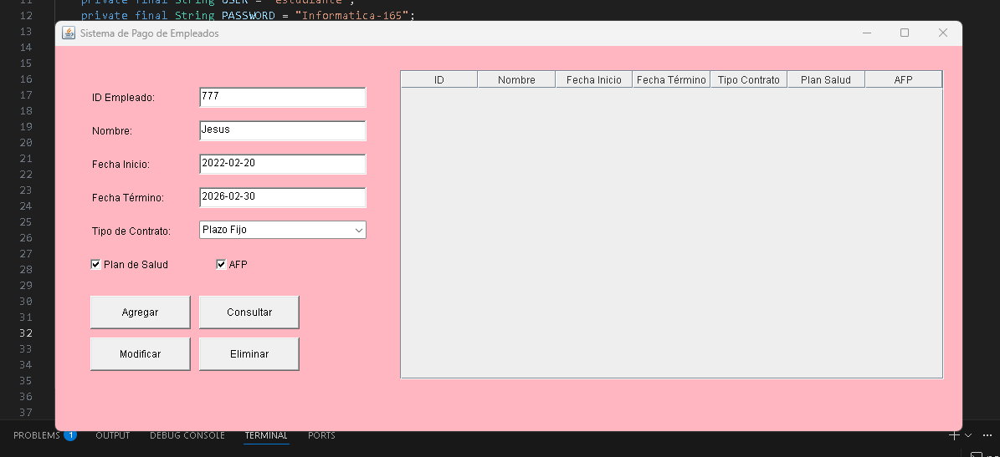 11 private final String USER = "estudiante";
12 private final String PASSWORD = "Informatica-165";
13
Sistema de Pago de Empleados
14
15
16
17
18
19
20
21
22
23
24
25
26
27
28
29
30
31
32
33
34
35
36
37
ID Empleado: 777
Nombre: Jesus
Fecha Inicio: 2022-02-20
Fecha Término: 2026-02-30
Tipo de Contrato: Plazo Fijo
Plan de Salud AFP
Agregar Consultar
Modificar Eliminar
ID Nombre Fecha Inicio Fecha Término Tipo Contrato Plan Salud AFP
PROBLEMS 1 OUTPUT DEBUG CONSOLE TERMINAL PORTS